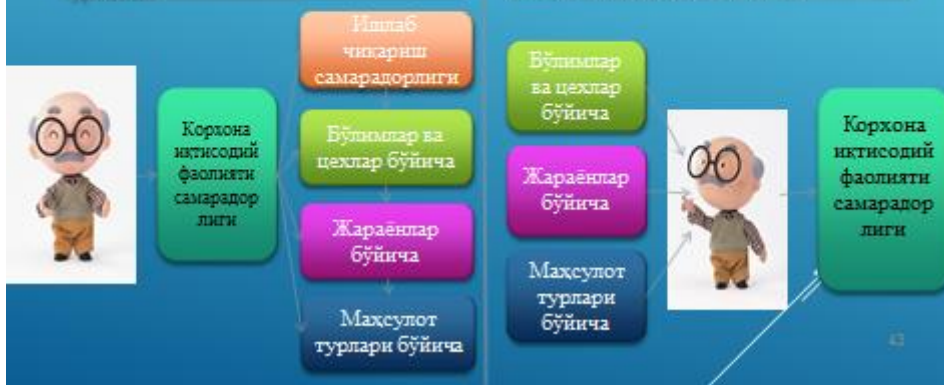 Ишлаб
чиқариш
самарадорлиги
Корхона
иқтисодий
фаолияти
самарадор
лиги
Бўлимлар ва
цехлар бўйича
Жараёнлар
бўйича
Маҳсулот
турлари бўйича
Бўлимлар
ва цехлар
бўйича
Жараёнлар
бўйича
Маҳсулот
турлари
бўйича
Корхона
иқтисодий
фаолияти
самарадор
лиги
43